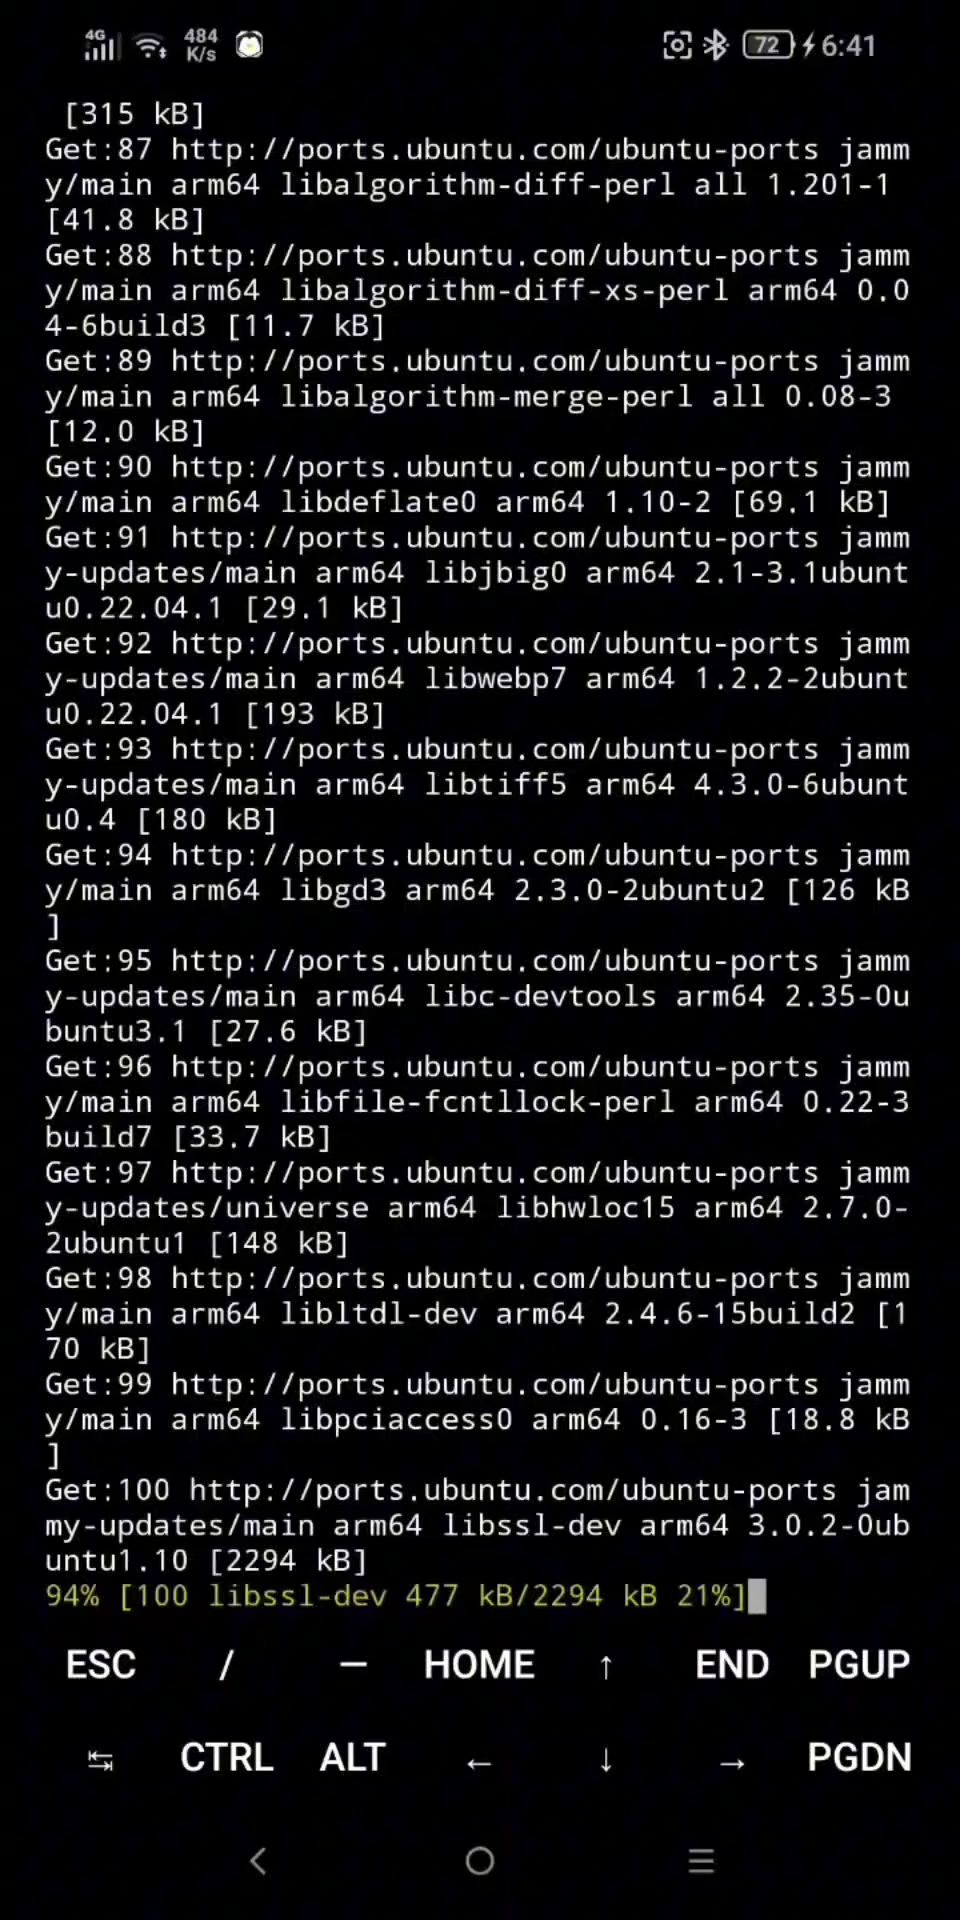 4G 484 K/s 72 6:41
[315 kB]
Get:87 http://ports.ubuntu.com/ubuntu-ports jamm
y/main arm64 libalgorithm-diff-perl all 1.201-1
[41.8 kB]
Get:88 http://ports.ubuntu.com/ubuntu-ports jamm
y/main arm64 libalgorithm-diff-xs-perl arm64 0.0
4-6build3 [11.7 kB]
Get:89 http://ports.ubuntu.com/ubuntu-ports jamm
y/main arm64 libalgorithm-merge-perl all 0.08-3
[12.0 kB]
Get:90 http://ports.ubuntu.com/ubuntu-ports jamm
y/main arm64 libdeflate0 arm64 1.10-2 [69.1 kB]
Get:91 http://ports.ubuntu.com/ubuntu-ports jamm
y-updates/main arm64 libjbig0 arm64 2.1-3.1ubunt
u0.22.04.1 [29.1 kB]
Get:92 http://ports.ubuntu.com/ubuntu-ports jamm
y-updates/main arm64 libwebp7 arm64 1.2.2-2ubunt
u0.22.04.1 [193 kB]
Get:93 http://ports.ubuntu.com/ubuntu-ports jamm
y-updates/main arm64 libtiff5 arm64 4.3.0-6ubunt
u0.4 [180 kB]
Get:94 http://ports.ubuntu.com/ubuntu-ports jamm
y/main arm64 libgd3 arm64 2.3.0-2ubuntu2 [126 kB
]
Get:95 http://ports.ubuntu.com/ubuntu-ports jamm
y-updates/main arm64 libc-devtools arm64 2.35-0u
buntu3.1 [27.6 kB]
Get:96 http://ports.ubuntu.com/ubuntu-ports jamm
y/main arm64 libfile-fcntllock-perl arm64 0.22-3
build7 [33.7 kB]
Get:97 http://ports.ubuntu.com/ubuntu-ports jamm
y-updates/universe arm64 libhwloc15 arm64 2.7.0-
2ubuntu1 [148 kB]
Get:98 http://ports.ubuntu.com/ubuntu-ports jamm
y/main arm64 libltdl-dev arm64 2.4.6-15build2 [1
70 kB]
Get:99 http://ports.ubuntu.com/ubuntu-ports jamm
y/main arm64 libpciaccess0 arm64 0.16-3 [18.8 kB
]
Get:100 http://ports.ubuntu.com/ubuntu-ports jam
my-updates/main arm64 libssl-dev arm64 3.0.2-0ub
untu1.10 [2294 kB]
94% [100 libssl-dev 477 kB/2294 kB 21%]
ESC / — HOME ↑ END PGUP
↹ CTRL ALT ← ↓ → PGDN